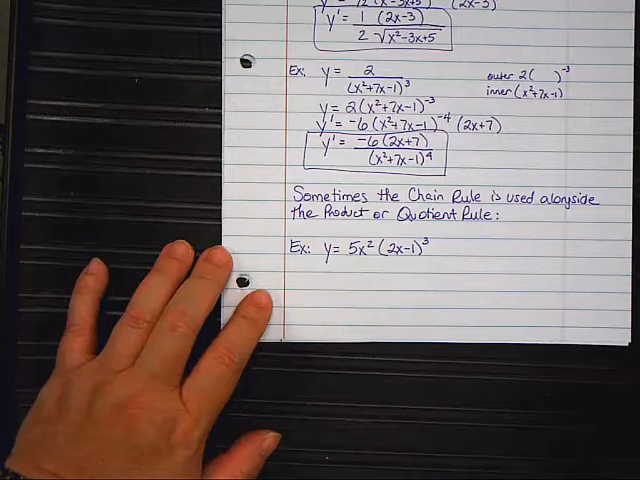 y' = 1 (2x-3)
2 √x²-3x+5
Ex: y = 2
(x²+7x-1)³
outer 2( )⁻³
inner (x²+7x-1)
y = 2(x²+7x-1)⁻³
y' = -6(x²+7x-1)⁻⁴ (2x+7)
y' = -6(2x+7)
(x²+7x-1)⁴
Sometimes the Chain Rule is used alongside
the Product or Quotient Rule:
Ex: y = 5x² (2x-1)³